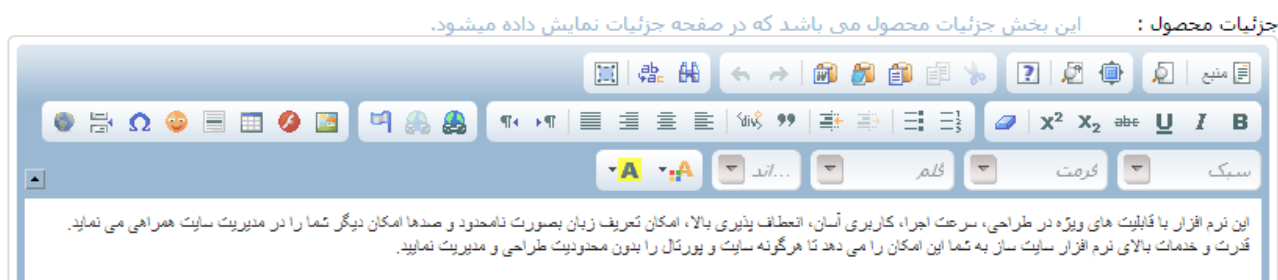 جزئیات محصول : این بخش جزئیات محصول می باشد که در صفحه جزئیات نمایش داده میشود.
منبع
B I U abc X₂ X²
سبک فرمت قلم اند...
این نرم افزار با قابلیت های ویژه در طراحی، سرعت اجرا، کاربری آسان، انعطاف پذیری بالا، امکان تعریف زبان بصورت نامحدود و صدها امکان دیگر شما را در مدیریت سایت همراهی می نماید.
قدرت و خدمات بالای نرم افزار سایت ساز به شما این امکان را می دهد تا هرگونه سایت و پورتال را بدون محدودیت طراحی و مدیریت نمایید.